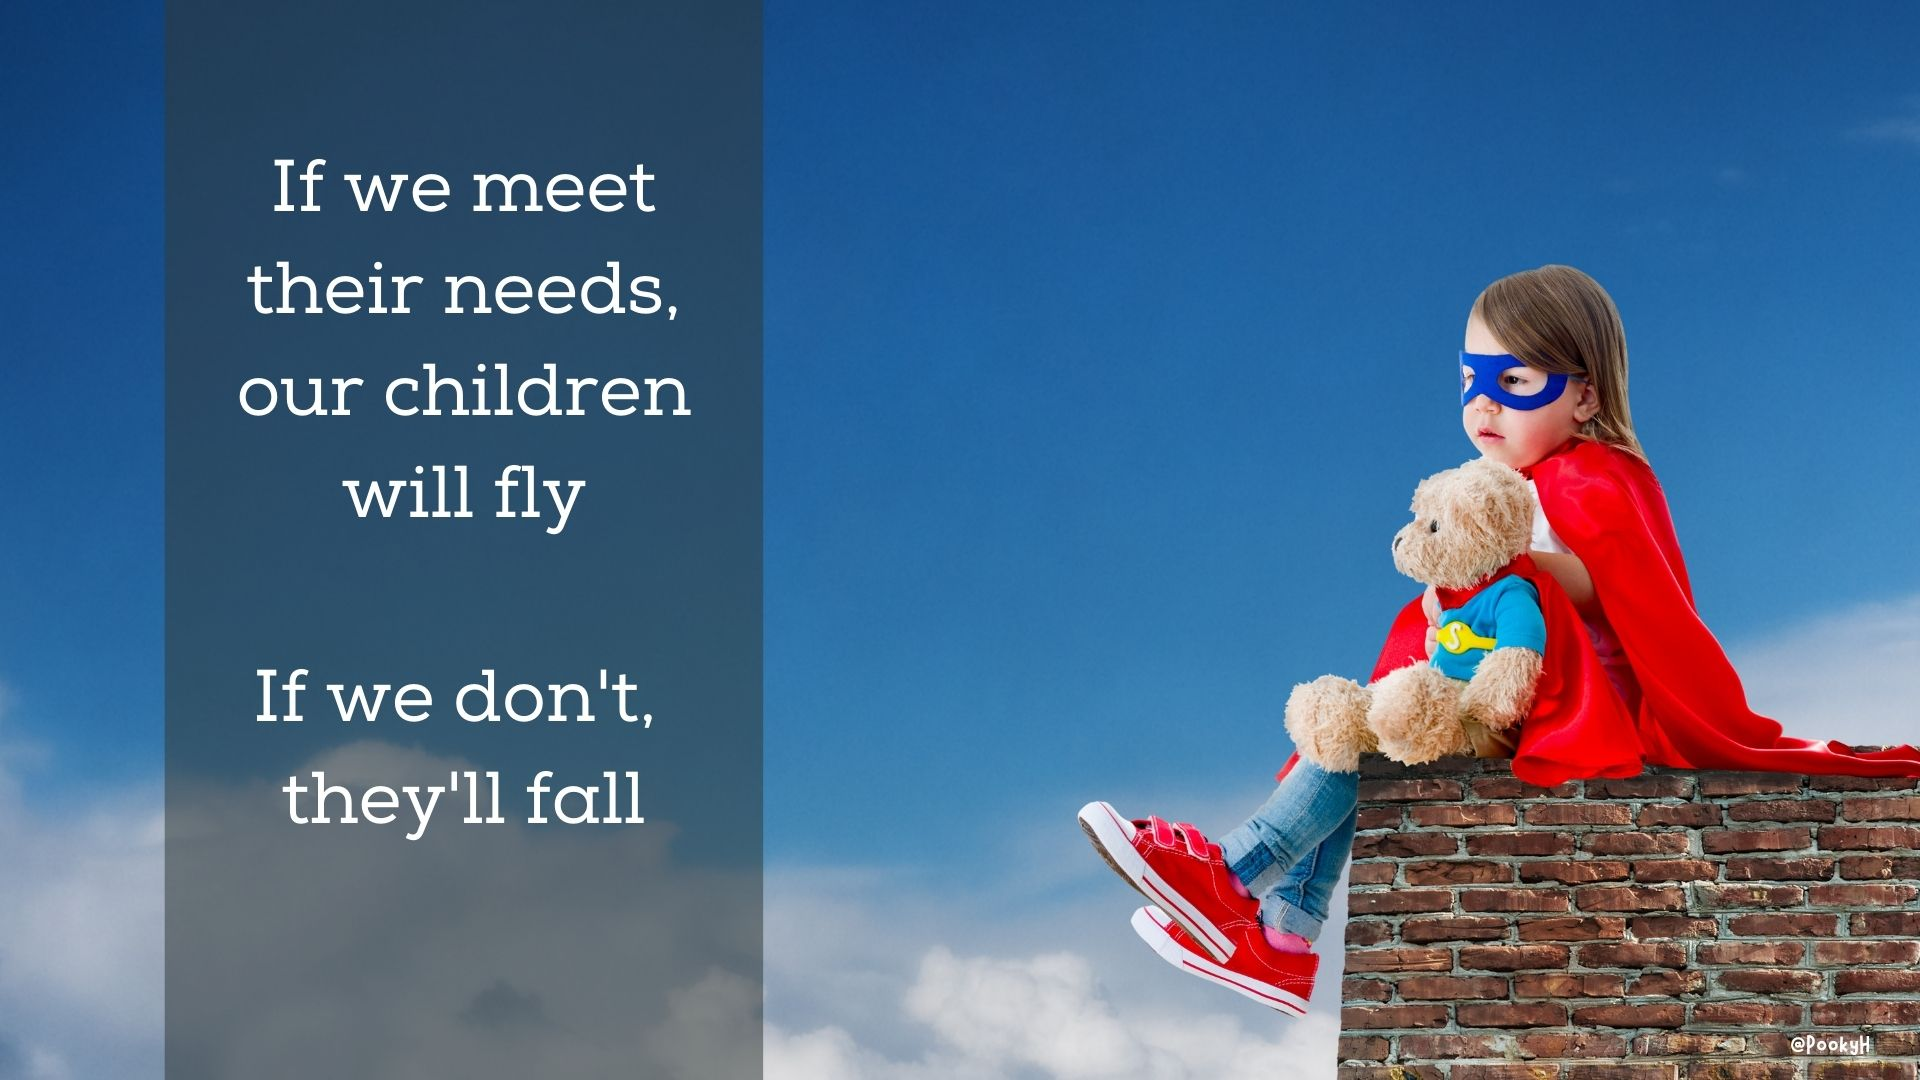 If we meet
their needs,
our children
will fly
If we don't,
they'll fall
S
@PookyH